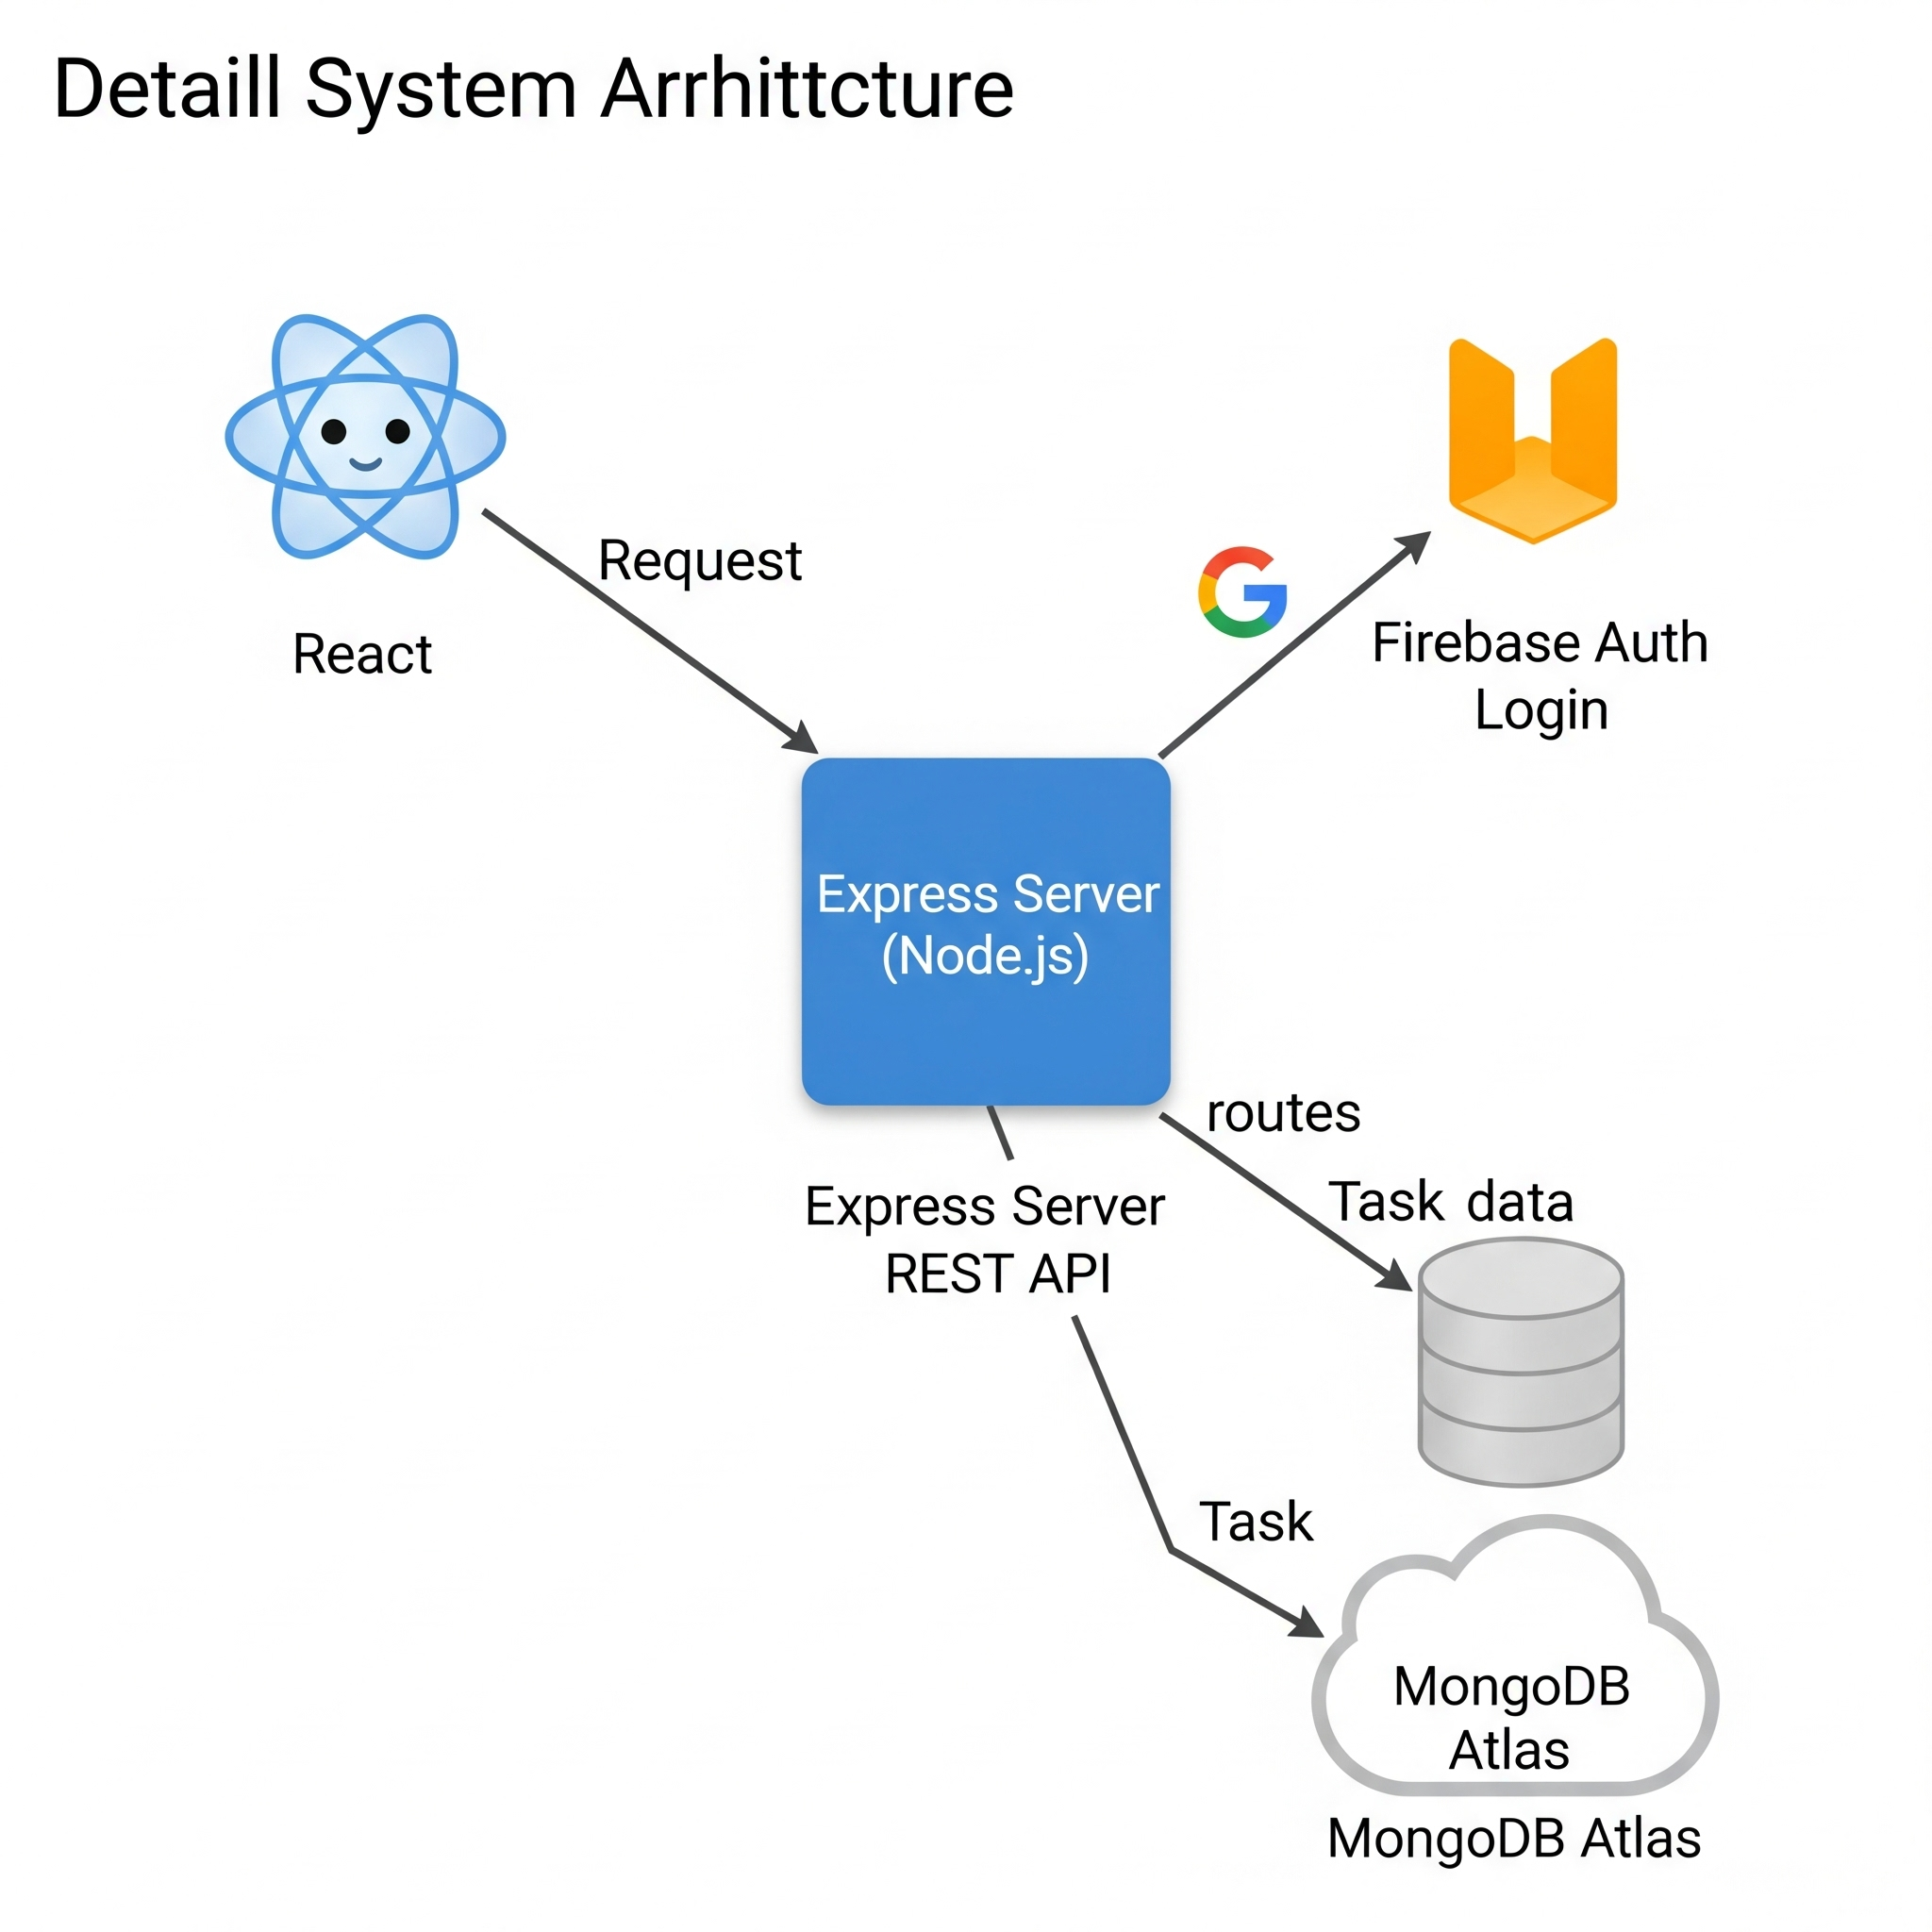 Detaill System Arrhittcture
Request
React
Firebase Auth
Login
Express Server
(Node.js)
routes
Task data
Express Server
REST API
Task
MongoDB
Atlas
MongoDB Atlas